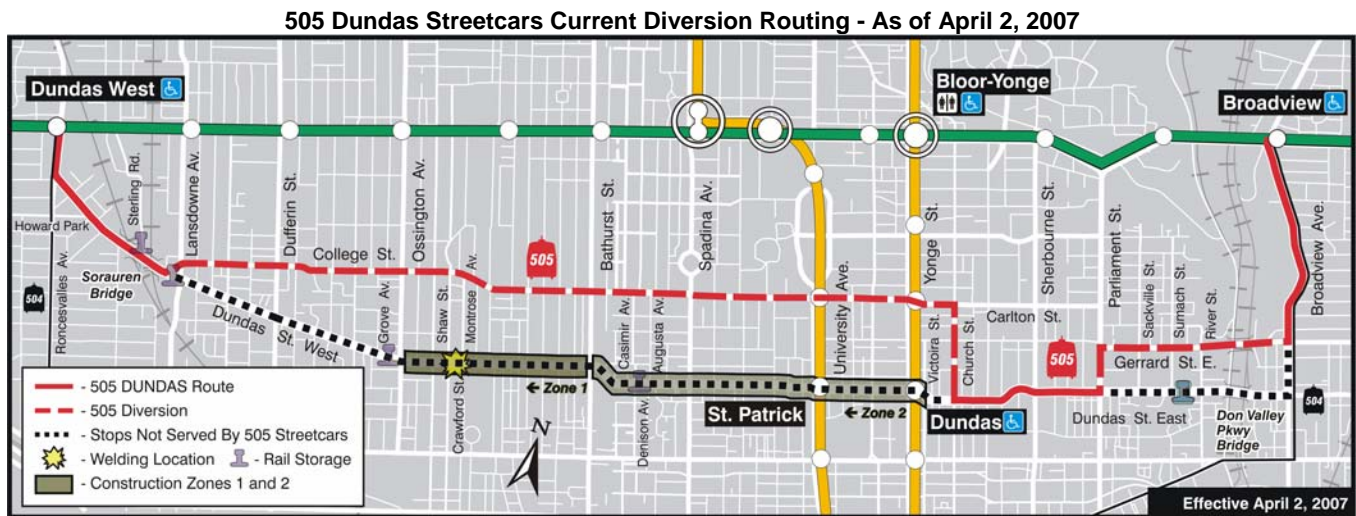 505 Dundas Streetcars Current Diversion Routing - As of April 2, 2007
Dundas West
Bloor-Yonge
Broadview
Howard Park
Sterling Rd.
Lansdowne Av.
Dufferin St.
Ossington Av.
Bathurst St.
Spadina Av.
University Ave.
Yonge St.
Sherbourne St.
Parliament St.
Sackville St.
Sumach St.
River St.
Broadview Ave.
Roncesvalles Av.
504
Sorauren
Bridge
College St.
505
Dundas St. West
Grove Av.
Shaw St.
Montrose Av.
Crawford St.
Casimir Av.
Augusta Av.
Denison Av.
Victoira St.
Church St.
Carlton St.
505
Gerrard St. E.
← Zone 1
← Zone 2
St. Patrick
Dundas
Dundas St. East
Don Valley
Pkwy
Bridge
504
N
- 505 DUNDAS Route
- 505 Diversion
- Stops Not Served By 505 Streetcars
- Welding Location - Rail Storage
- Construction Zones 1 and 2
Effective April 2, 2007